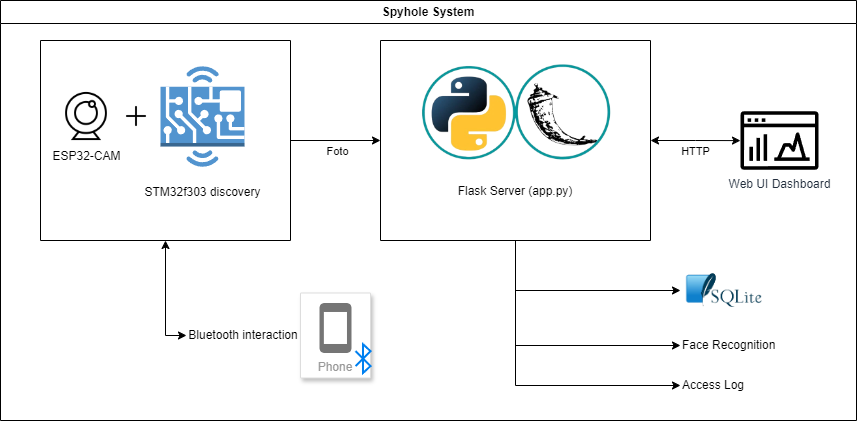 Spyhole System
ESP32-CAM
STM32f303 discovery
Foto
Flask Server (app.py)
HTTP
Web UI Dashboard
SQLite
Bluetooth interaction
Phone
Face Recognition
Access Log